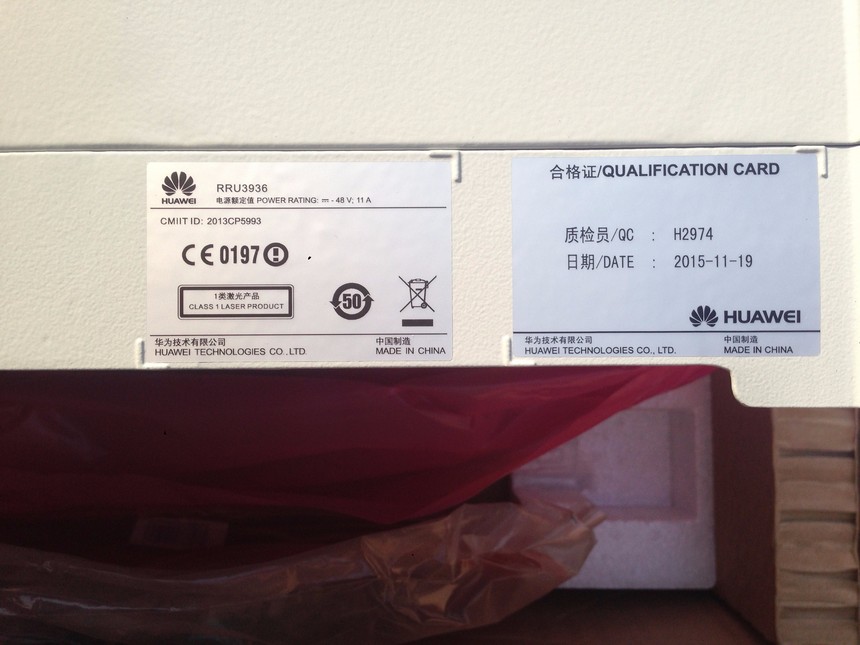 HUAWEI
RRU3936
电源额定值 POWER RATING: ⎓ - 48 V; 11 A
CMIIT ID: 2013CP5993
CE 0197
1类激光产品
CLASS 1 LASER PRODUCT
50
华为技术有限公司
HUAWEI TECHNOLOGIES CO.,LTD.
中国制造
MADE IN CHINA
合格证/QUALIFICATION CARD
质检员/QC : H2974
日期/DATE : 2015-11-19
HUAWEI
华为技术有限公司
HUAWEI TECHNOLOGIES CO., LTD.
中国制造
MADE IN CHINA